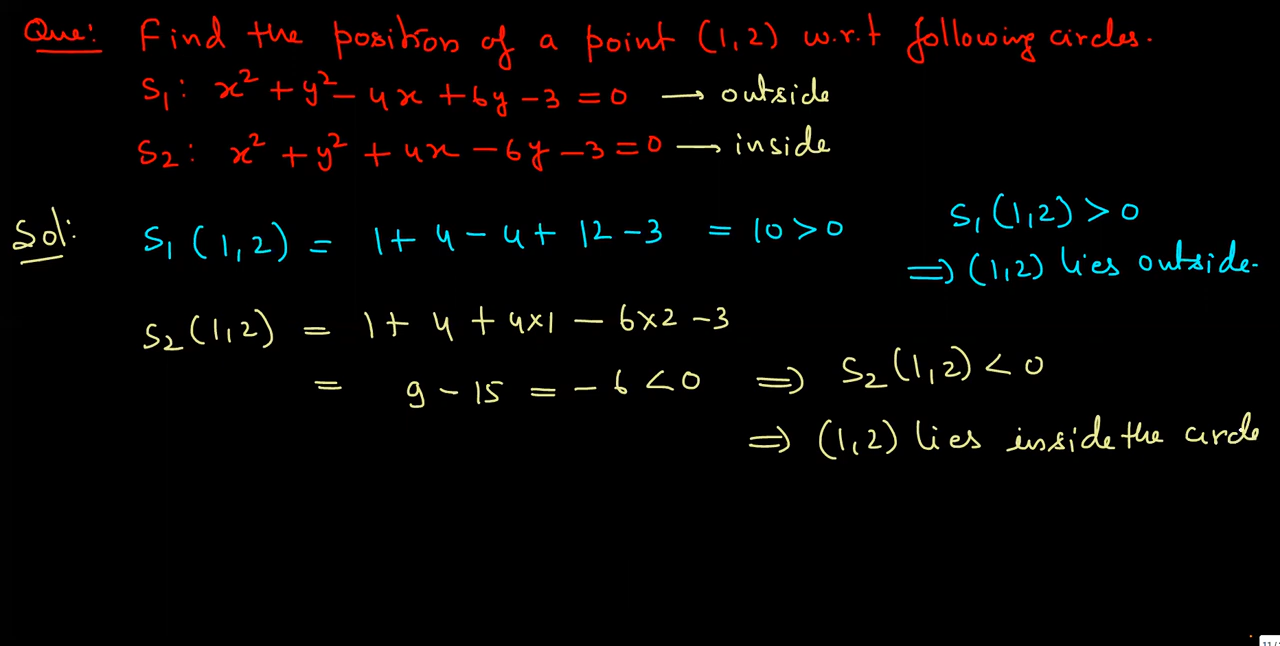 Que: Find the position of a point (1,2) w.r.t following circles.
S₁: x² + y² - 4x + 6y - 3 = 0 → outside
S₂: x² + y² + 4x - 6y - 3 = 0 → inside
Sol: S₁(1,2) = 1 + 4 - 4 + 12 - 3 = 10 > 0 S₁(1,2) > 0
⇒ (1,2) lies outside.
S₂(1,2) = 1 + 4 + 4×1 - 6×2 - 3
= 9 - 15 = -6 < 0 ⇒ S₂(1,2) < 0
⇒ (1,2) lies inside the circle